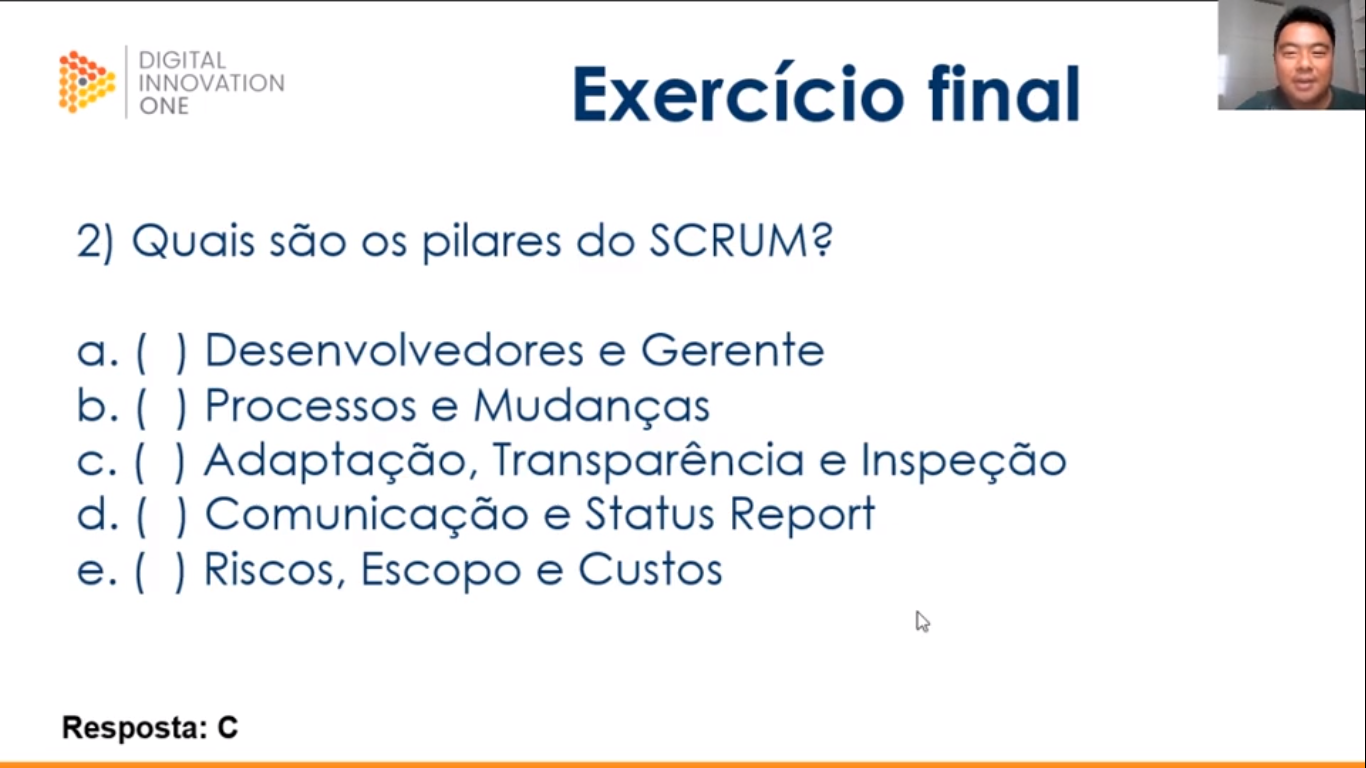 DIGITAL
INNOVATION
ONE
Exercício final
2) Quais são os pilares do SCRUM?
a. (  ) Desenvolvedores e Gerente
b. (  ) Processos e Mudanças
c. (  ) Adaptação, Transparência e Inspeção
d. (  ) Comunicação e Status Report
e. (  ) Riscos, Escopo e Custos
Resposta: C